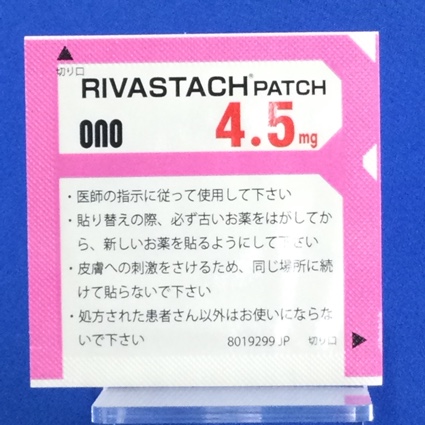 切り口
RIVASTACH® PATCH
ono 4.5mg
・医師の指示に従って使用して下さい
・貼り替えの際、必ず古いお薬をはがしてか
ら、新しいお薬を貼るようにして下さい
・皮膚への刺激をさけるため、同じ場所に続
けて貼らないで下さい
・処方された患者さん以外はお使いにならな
いで下さい
8019299 JP 切り口